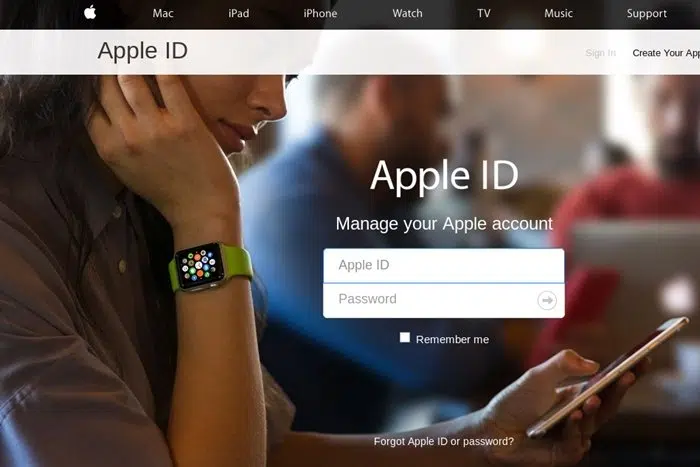 Mac iPad iPhone Watch TV Music Support
Apple ID
Sign In Create Your App
Apple ID
Manage your Apple account
Apple ID
Password
Remember me
Forgot Apple ID or password?